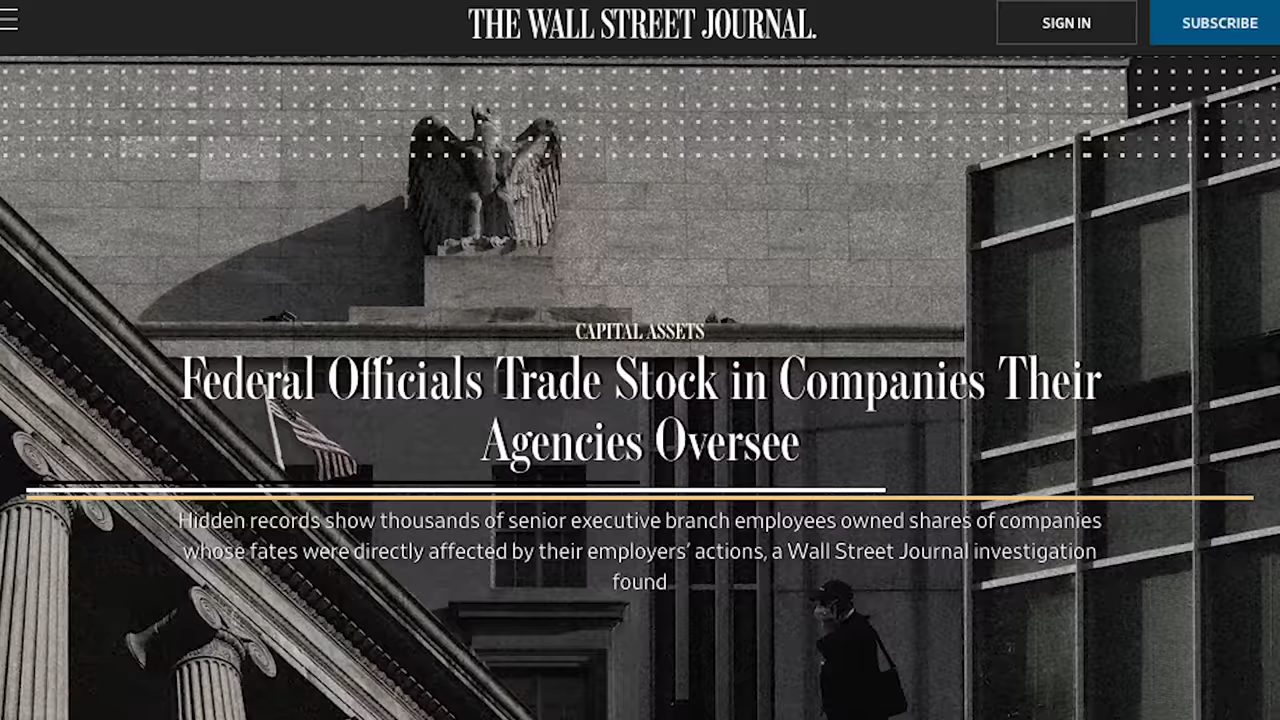 THE WALL STREET JOURNAL.
SIGN IN
SUBSCRIBE
CAPITAL ASSETS
Federal Officials Trade Stock in Companies Their
Agencies Oversee
Hidden records show thousands of senior executive branch employees owned shares of companies
whose fates were directly affected by their employers’ actions, a Wall Street Journal investigation
found